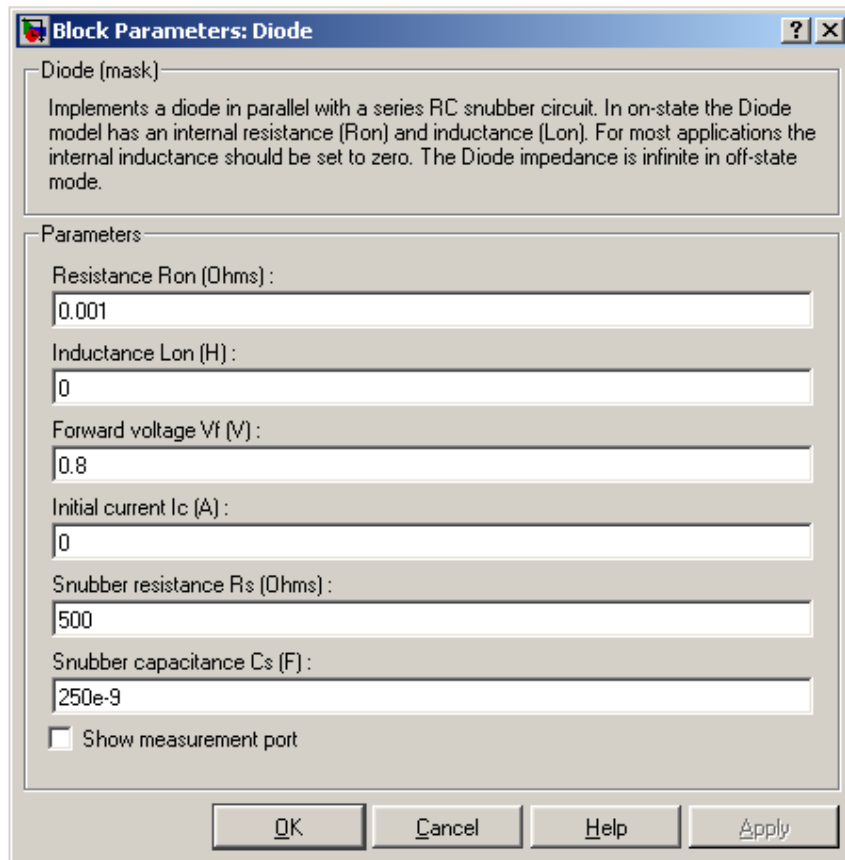 Block Parameters: Diode
Diode (mask)
Implements a diode in parallel with a series RC snubber circuit. In on-state the Diode
model has an internal resistance (Ron) and inductance (Lon). For most applications the
internal inductance should be set to zero. The Diode impedance is infinite in off-state
mode.
Parameters
Resistance Ron (Ohms) :
0.001
Inductance Lon (H) :
0
Forward voltage Vf (V) :
0.8
Initial current Ic (A) :
0
Snubber resistance Rs (Ohms) :
500
Snubber capacitance Cs (F) :
250e-9
Show measurement port
OK Cancel Help Apply